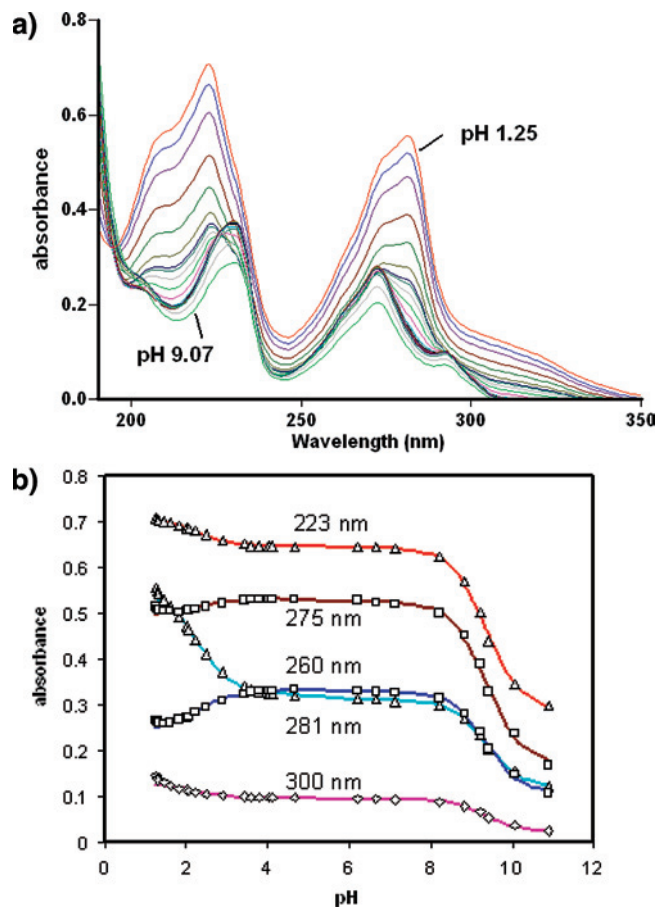 a)
0.8
0.6
0.4
0.2
0.0
absorbance
pH 1.25
pH 9.07
200
250
300
350
Wavelength (nm)
b)
0.8
0.7
0.6
0.5
0.4
0.3
0.2
0.1
0
absorbance
223 nm
275 nm
260 nm
281 nm
300 nm
0 2 4 6 8 10 12
pH